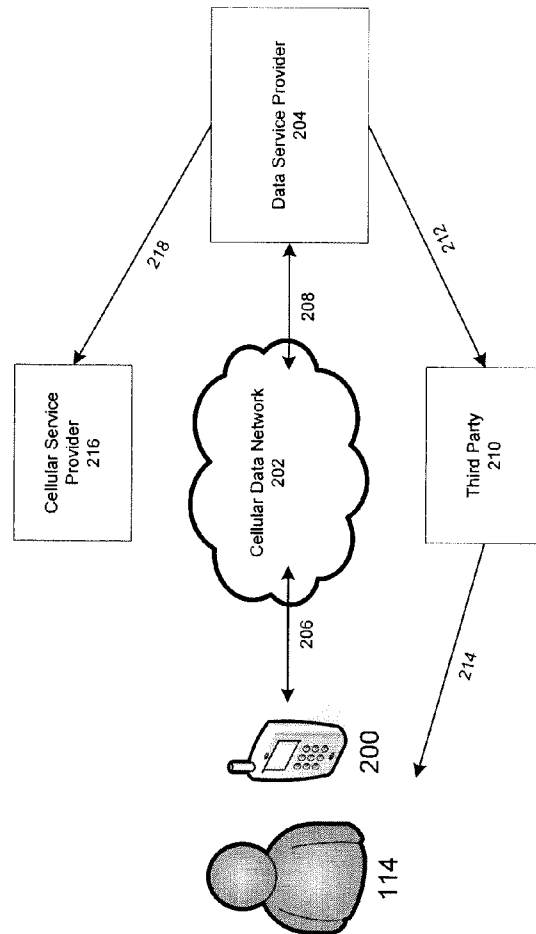 Cellular Service
Provider
216
218
Data Service Provider
204
Cellular Data Network
202
206
208
212
Third Party
210
214
200
114